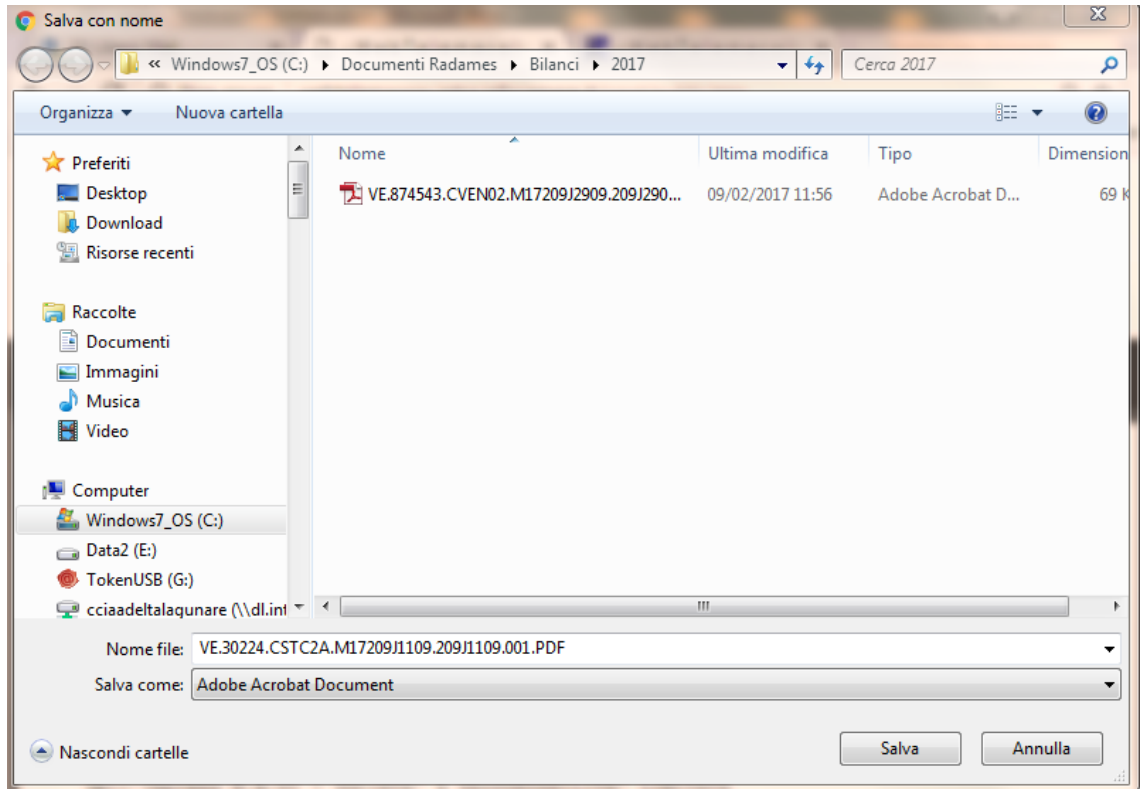 Salva con nome
« Windows7_OS (C:) ▸ Documenti Radames ▸ Bilanci ▸ 2017
Cerca 2017
Organizza
Nuova cartella
Preferiti
Desktop
Download
Risorse recenti
Raccolte
Documenti
Immagini
Musica
Video
Computer
Windows7_OS (C:)
Data2 (E:)
TokenUSB (G:)
cciaadeltalagunare (\\dl.int
Nome Ultima modifica Tipo Dimension
VE.874543.CVEN02.M17209J2909.209J290... 09/02/2017 11:56 Adobe Acrobat D... 69 K
Nome file: VE.30224.CSTC2A.M17209J1109.209J1109.001.PDF
Salva come: Adobe Acrobat Document
Nascondi cartelle
Salva
Annulla